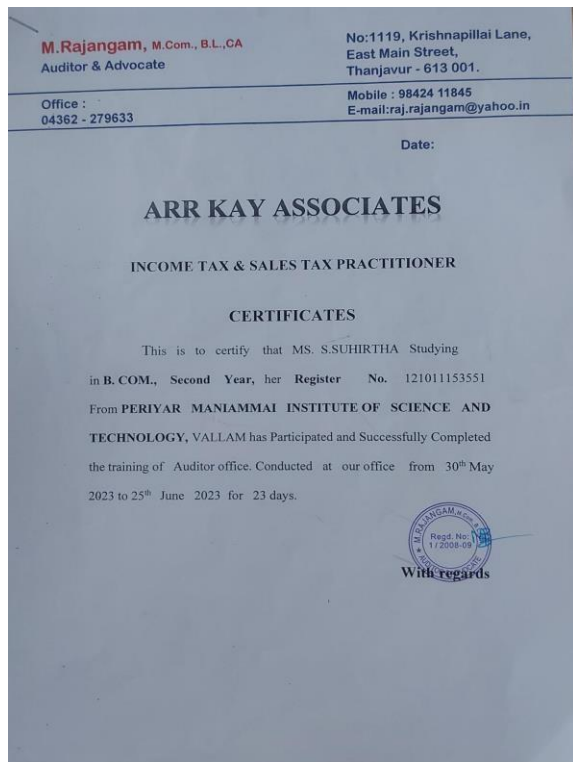 M.Rajangam, M.Com., B.L.,CA
Auditor & Advocate
No:1119, Krishnapillai Lane,
East Main Street,
Thanjavur - 613 001.
Office :
04362 - 279633
Mobile : 98424 11845
E-mail:raj.rajangam@yahoo.in
Date:
ARR KAY ASSOCIATES
INCOME TAX & SALES TAX PRACTITIONER
CERTIFICATES
This is to certify that MS. S.SUHIRTHA Studying
in B. COM., Second Year, her Register No. 121011153551
From PERIYAR MANIAMMAI INSTITUTE OF SCIENCE AND
TECHNOLOGY, VALLAM has Participated and Successfully Completed
the training of Auditor office. Conducted at our office from 30th May
2023 to 25th June 2023 for 23 days.
M.RAJANGAM, M.Com.,
Regd. No:
1 / 2008-09
With regards